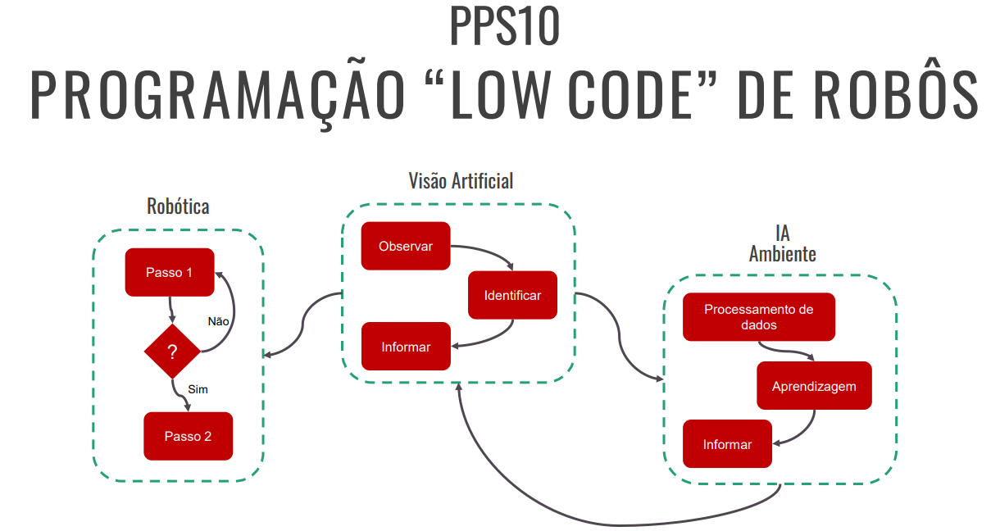 PPS10
PROGRAMAÇÃO “LOW CODE” DE ROBÔS
Robótica
Passo 1
Não
?
Sim
Passo 2
Visão Artificial
Observar
Identificar
Informar
IA
Ambiente
Processamento de
dados
Aprendizagem
Informar